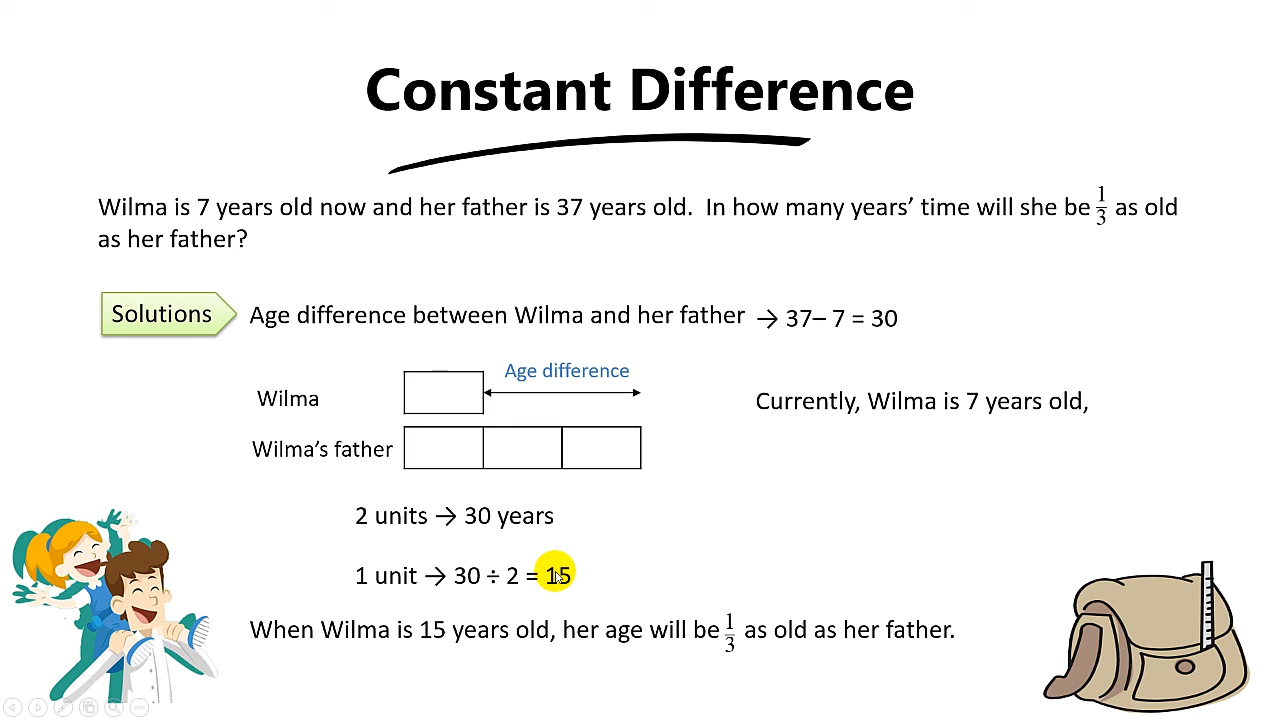 Constant Difference
Wilma is 7 years old now and her father is 37 years old. In how many years’ time will she be 1/3 as old
as her father?
Solutions
Age difference between Wilma and her father → 37– 7 = 30
Age difference
Wilma
Currently, Wilma is 7 years old,
Wilma’s father
2 units → 30 years
1 unit → 30 ÷ 2 = 15
When Wilma is 15 years old, her age will be 1/3 as old as her father.